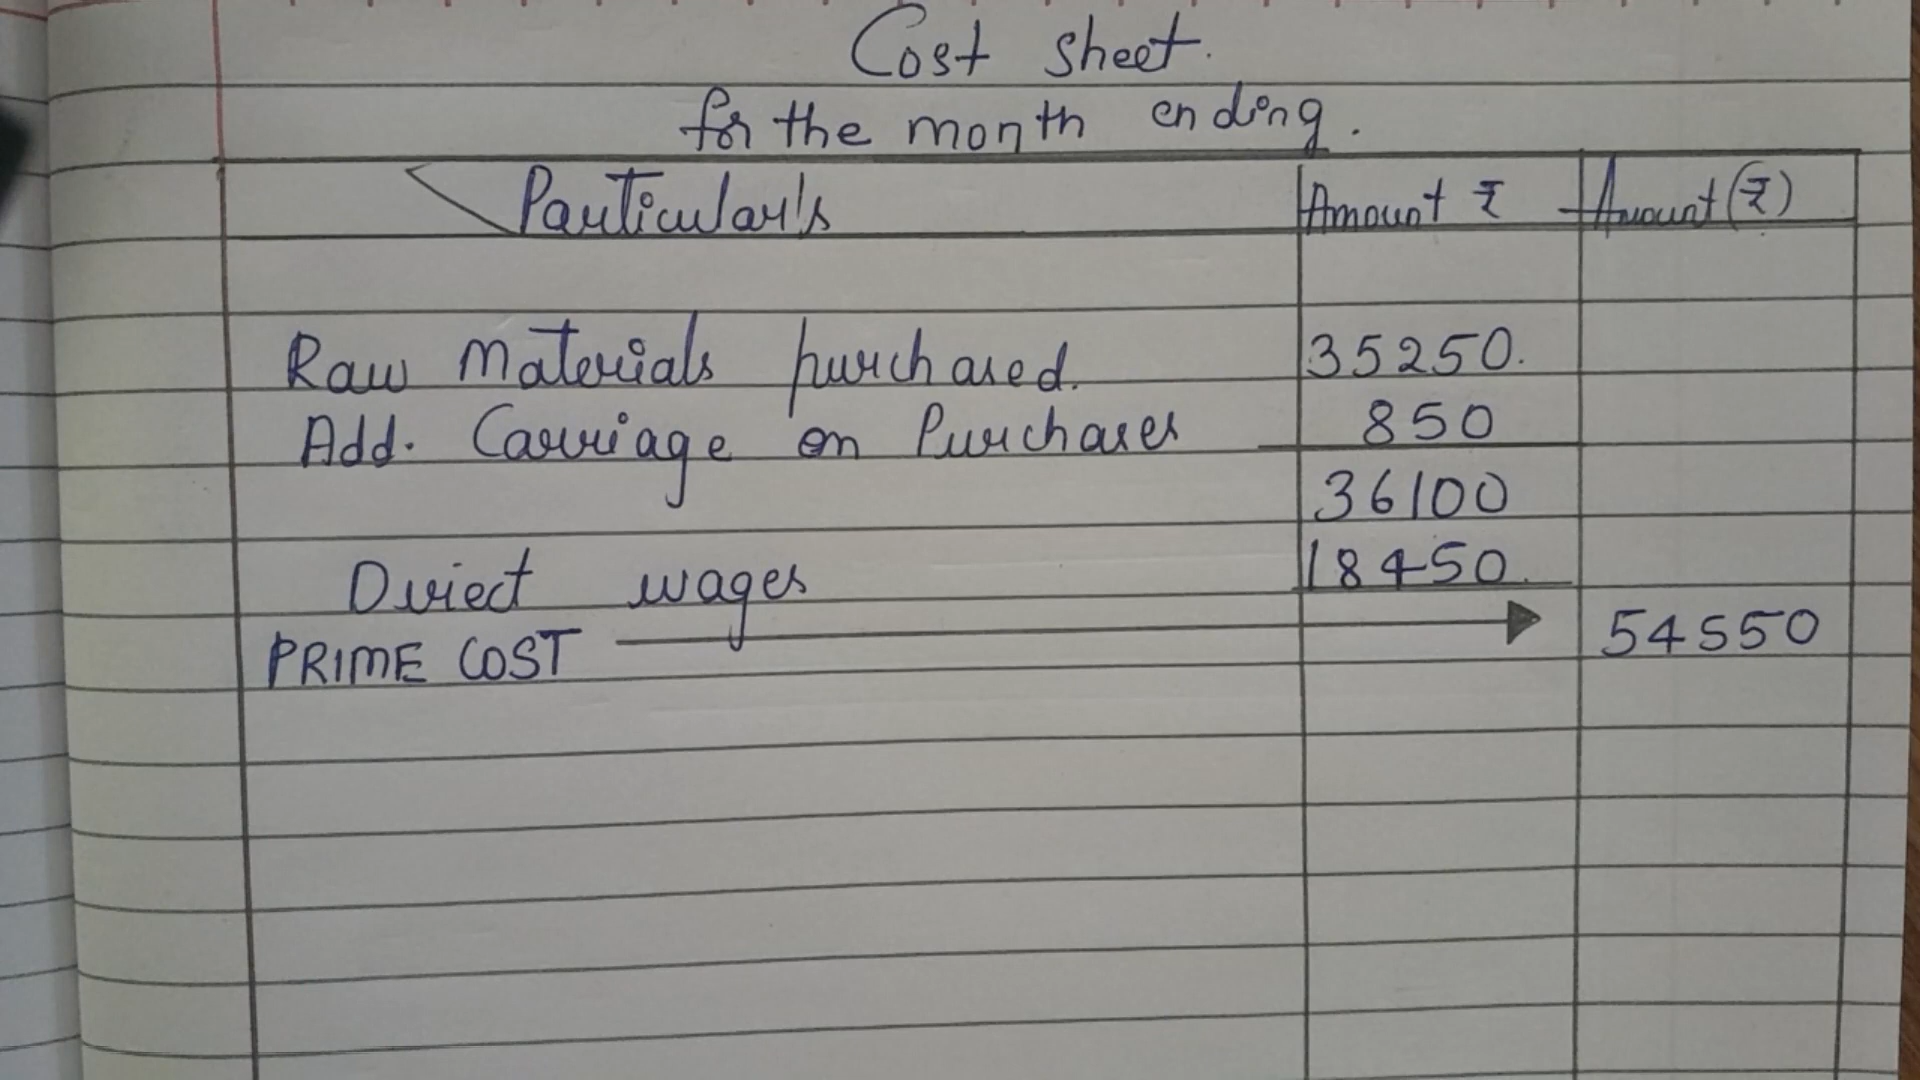 Cost sheet.
for the month ending.
Particular's Amount ₹ Amount (₹)
Raw Materials purchased. 35250.
Add. Carriage on Purchases 850
36100
Direct wages 18450.
PRIME COST 54550